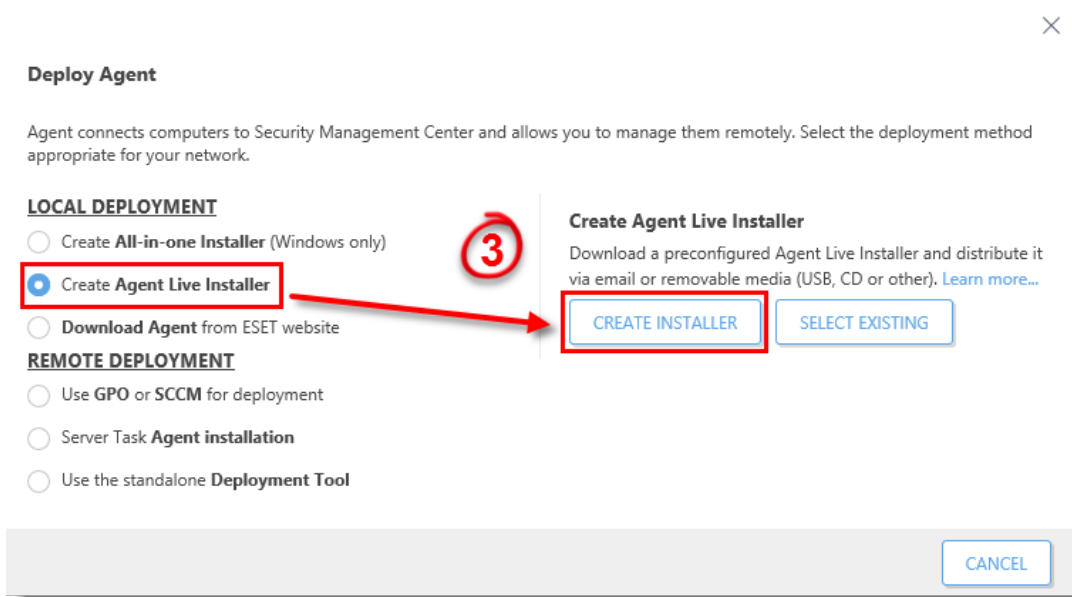 Deploy Agent
Agent connects computers to Security Management Center and allows you to manage them remotely. Select the deployment method
appropriate for your network.
LOCAL DEPLOYMENT
Create All-in-one Installer (Windows only)
Create Agent Live Installer
Download Agent from ESET website
REMOTE DEPLOYMENT
Use GPO or SCCM for deployment
Server Task Agent installation
Use the standalone Deployment Tool
3
Create Agent Live Installer
Download a preconfigured Agent Live Installer and distribute it
via email or removable media (USB, CD or other). Learn more...
CREATE INSTALLER
SELECT EXISTING
CANCEL